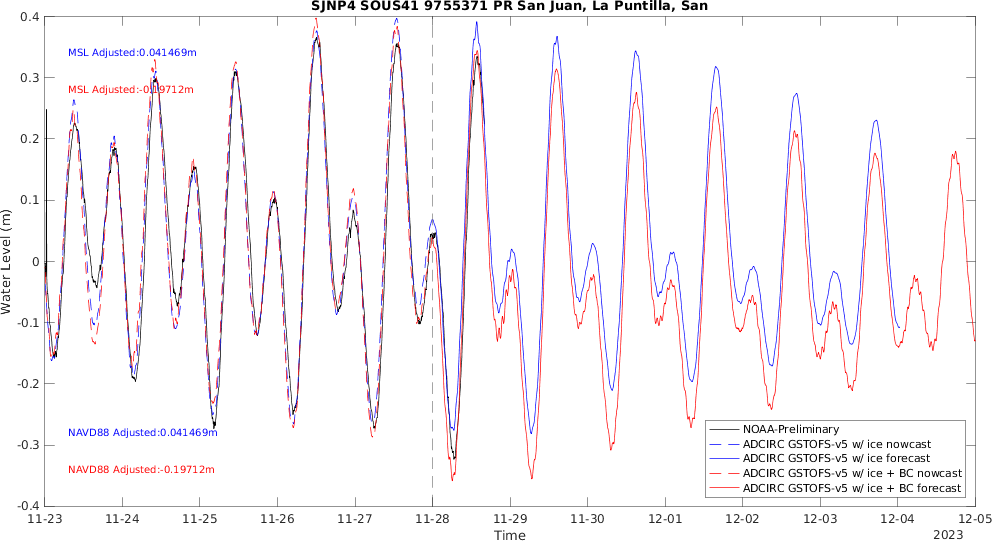 SJNP4 SOUS41 9755371 PR San Juan, La Puntilla, San
0.4
0.3
0.2
0.1
0
-0.1
-0.2
-0.3
-0.4
Water Level (m)
MSL Adjusted:0.041469m
MSL Adjusted:-0.19712m
NAVD88 Adjusted:0.041469m
NAVD88 Adjusted:-0.19712m
NOAA-Preliminary
ADCIRC GSTOFS-v5 w/ ice nowcast
ADCIRC GSTOFS-v5 w/ ice forecast
ADCIRC GSTOFS-v5 w/ ice + BC nowcast
ADCIRC GSTOFS-v5 w/ ice + BC forecast
11-23 11-24 11-25 11-26 11-27 11-28 11-29 11-30 12-01 12-02 12-03 12-04 12-05
Time
2023